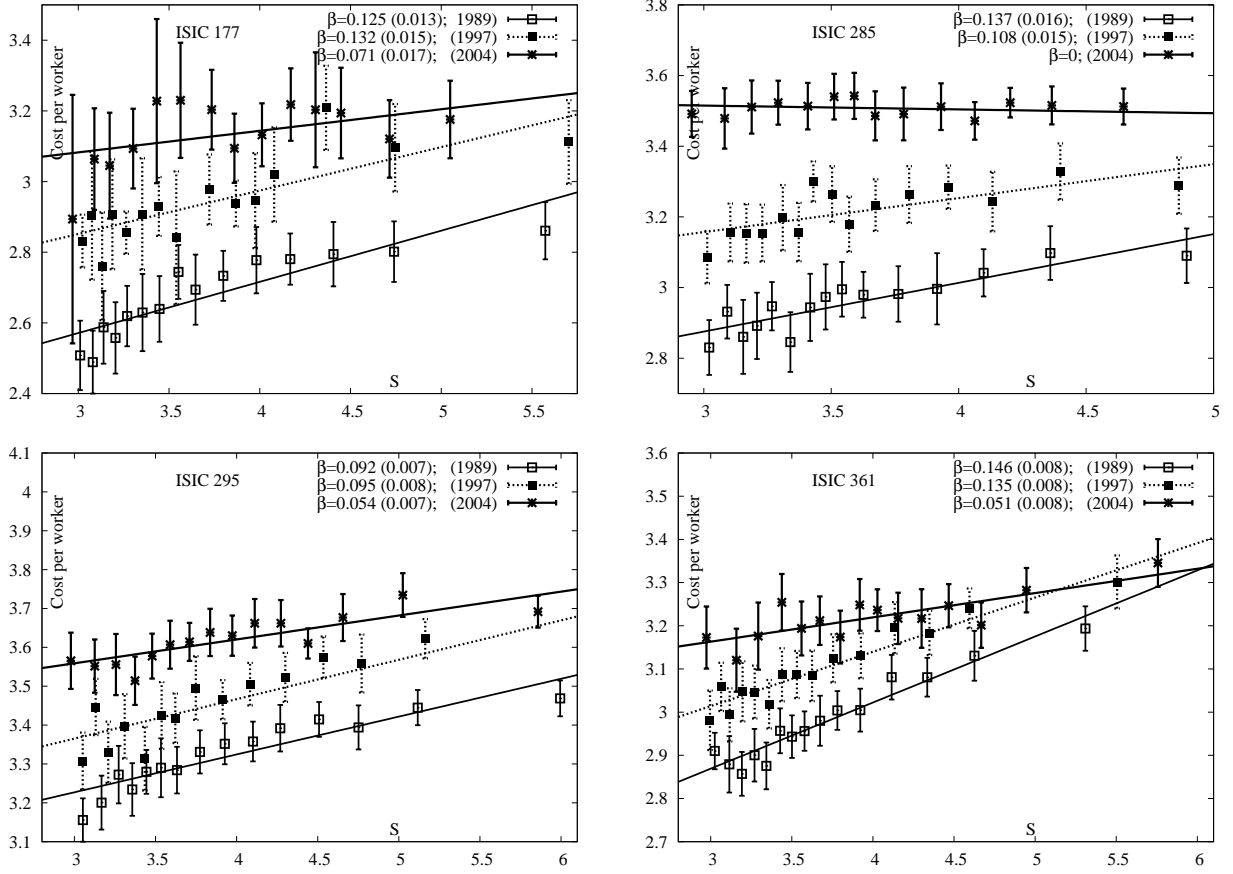 ISIC 177
β=0.125 (0.013); 1989)
β=0.132 (0.015); (1997)
β=0.071 (0.017); (2004)
Cost per worker
3.4
3.2
3
2.8
2.6
2.4
S
3
3.5
4
4.5
5
5.5
ISIC 285
β=0.137 (0.016); (1989)
β=0.108 (0.015); (1997)
β=0; (2004)
Cost per worker
3.8
3.6
3.4
3.2
3
2.8
S
3
3.5
4
4.5
5
ISIC 295
β=0.092 (0.007); (1989)
β=0.095 (0.008); (1997)
β=0.054 (0.007); (2004)
Cost per worker
4.1
4
3.9
3.8
3.7
3.6
3.5
3.4
3.3
3.2
3.1
S
3
3.5
4
4.5
5
5.5
6
ISIC 361
β=0.146 (0.008); (1989)
β=0.135 (0.008); (1997)
β=0.051 (0.008); (2004)
Cost per worker
3.6
3.5
3.4
3.3
3.2
3.1
3
2.9
2.8
2.7
S
3
3.5
4
4.5
5
5.5
6